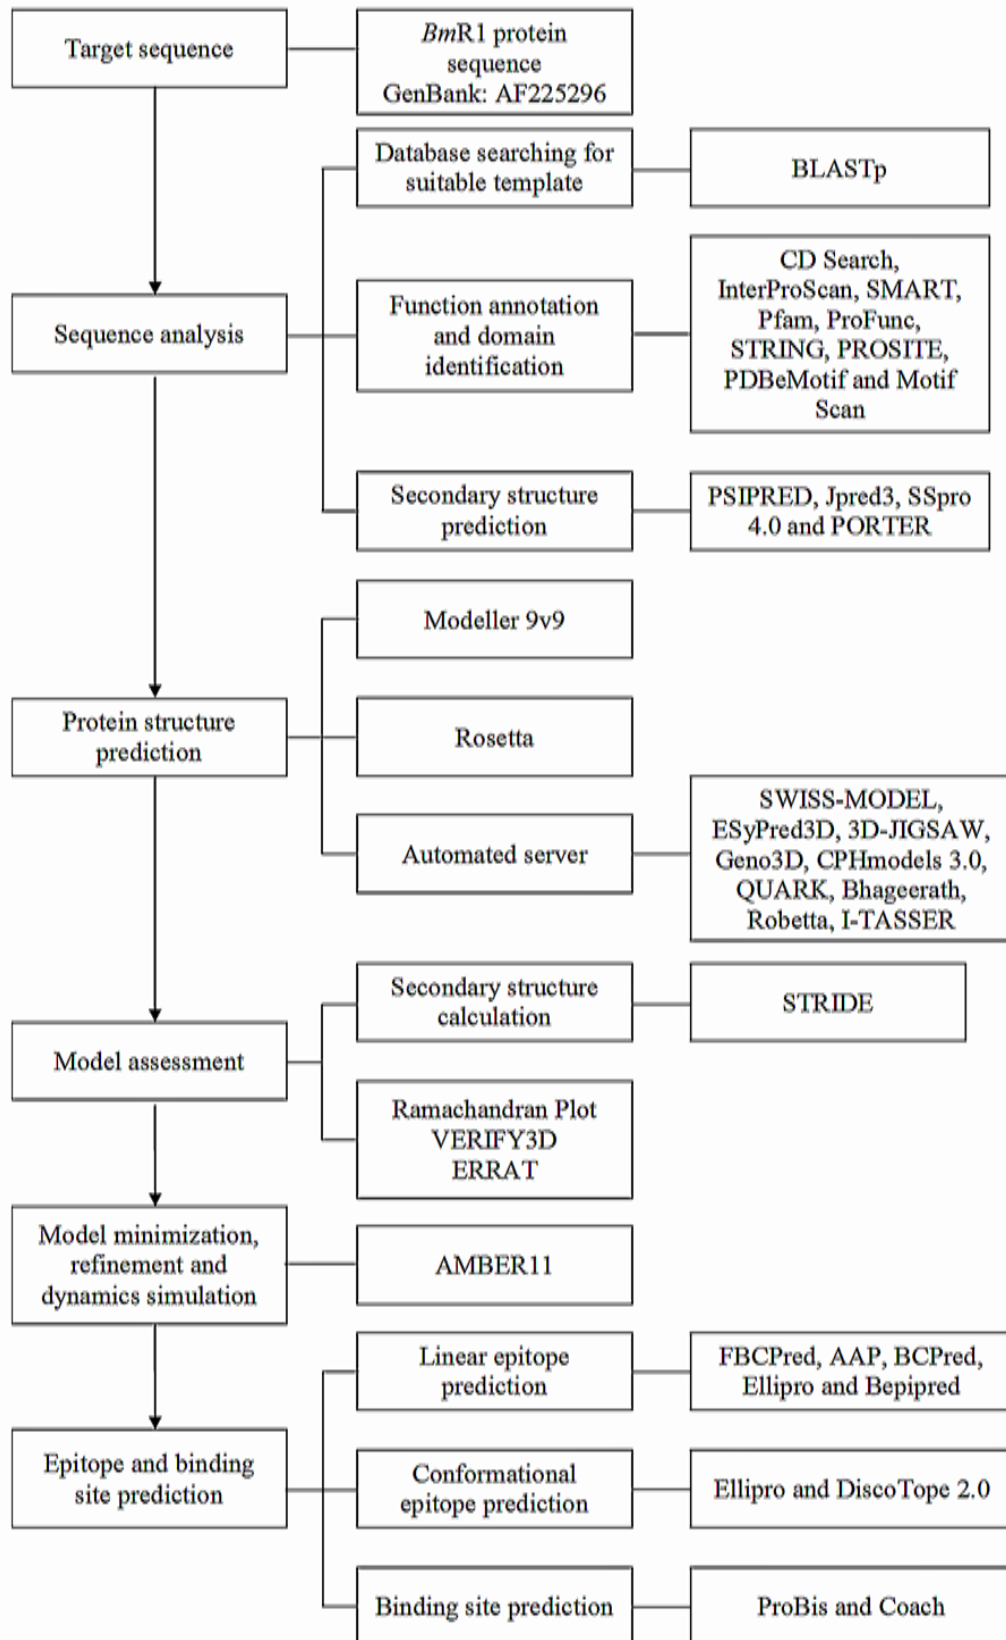 Target sequence
BmR1 protein
sequence
GenBank: AF225296
Database searching for
suitable template
BLASTp
Sequence analysis
Function annotation
and domain
identification
CD Search,
InterProScan, SMART,
Pfam, ProFunc,
STRING, PROSITE,
PDBeMotif and Motif
Scan
Secondary structure
prediction
PSIPRED, Jpred3, SSpro
4.0 and PORTER
Modeller 9v9
Protein structure
prediction
Rosetta
Automated server
SWISS-MODEL,
ESyPred3D, 3D-JIGSAW,
Geno3D, CPHmodels 3.0,
QUARK, Bhageerath,
Robetta, I-TASSER
Secondary structure
calculation
STRIDE
Model assessment
Ramachandran Plot
VERIFY3D
ERRAT
Model minimization,
refinement and
dynamics simulation
AMBER11
Linear epitope
prediction
FBCPred, AAP, BCPred,
Ellipro and Bepipred
Epitope and binding
site prediction
Conformational
epitope prediction
Ellipro and DiscoTope 2.0
Binding site prediction
ProBis and Coach